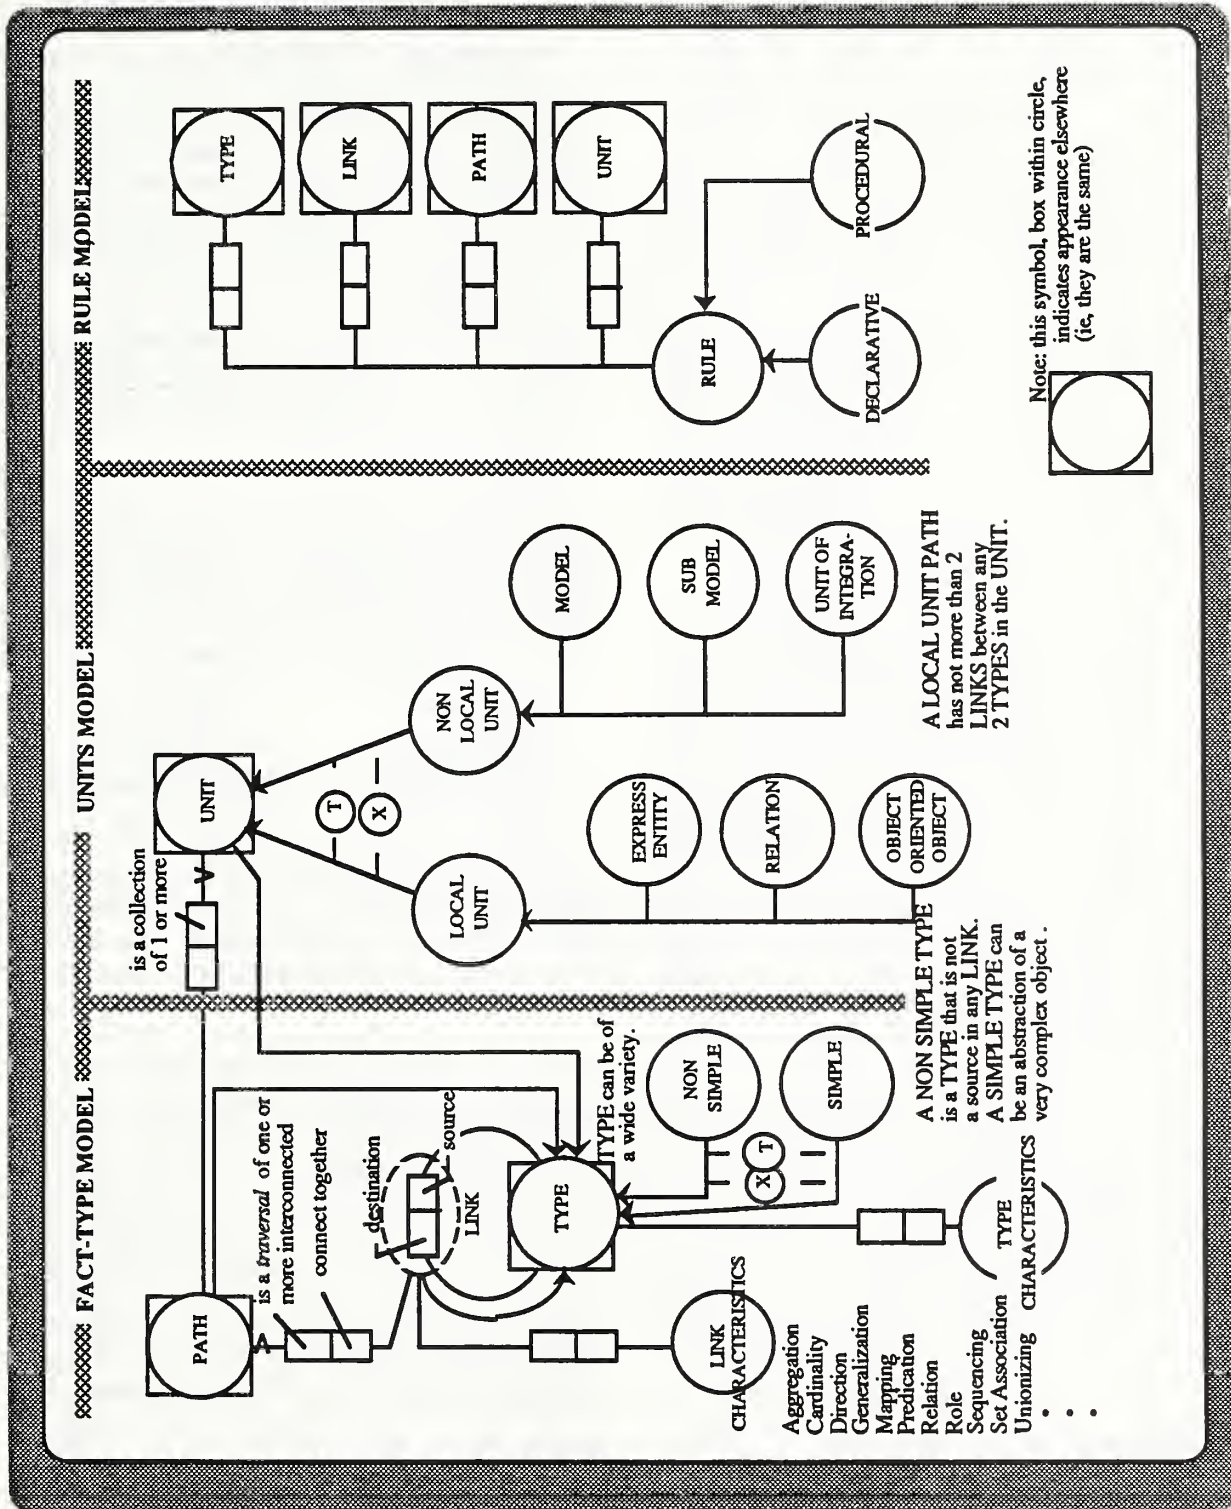 FACT-TYPE MODEL
UNITS MODEL
RULE MODEL
PATH
is a traversal of one or
more interconnected
connect together
destination
source
LINK
TYPE
TYPE can be of
a wide variety.
NON
SIMPLE
SIMPLE
X
T
LINK
CHARACTERISTICS
TYPE
CHARACTERISTICS
Aggregation
Cardinality
Direction
Generalization
Mapping
Predication
Relation
Role
Sequencing
Set Association
Unionizing
. . .
A NON SIMPLE TYPE
is a TYPE that is not
a source in any LINK.
A SIMPLE TYPE can
be an abstraction of a
very complex object .
is a collection
of 1 or more
V
UNIT
T
X
LOCAL
UNIT
NON
LOCAL
UNIT
EXPRESS
ENTITY
RELATION
OBJECT
ORIENTED
OBJECT
MODEL
SUB
MODEL
UNIT OF
INTEGRA-
TION
A LOCAL UNIT PATH
has not more than 2
LINKS between any
2 TYPES in the UNIT.
TYPE
LINK
PATH
UNIT
RULE
DECLARATIVE
PROCEDURAL
Note: this symbol, box within circle,
indicates appearance elsewhere
(ie, they are the same)